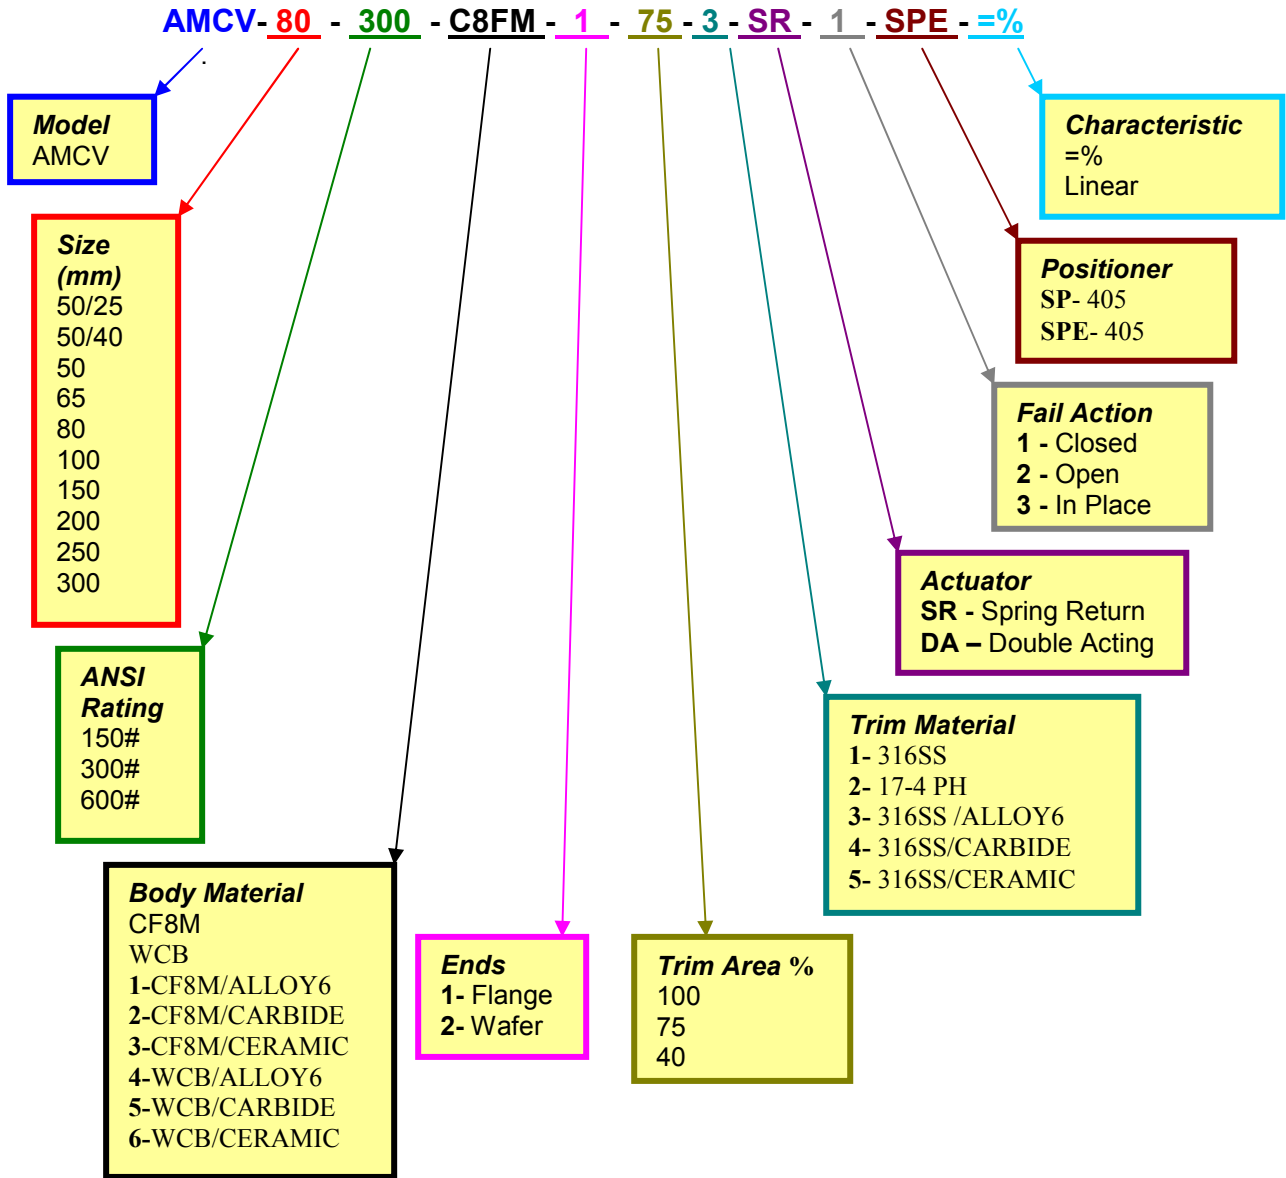 AMCV- 80 - 300 - C8FM - 1 - 75 - 3 - SR - 1 - SPE - =%
.
Model
AMCV
Size
(mm)
50/25
50/40
50
65
80
100
150
200
250
300
ANSI
Rating
150#
300#
600#
Body Material
CF8M
WCB
1-CF8M/ALLOY6
2-CF8M/CARBIDE
3-CF8M/CERAMIC
4-WCB/ALLOY6
5-WCB/CARBIDE
6-WCB/CERAMIC
Ends
1- Flange
2- Wafer
Trim Area %
100
75
40
Trim Material
1- 316SS
2- 17-4 PH
3- 316SS /ALLOY6
4- 316SS/CARBIDE
5- 316SS/CERAMIC
Actuator
SR - Spring Return
DA – Double Acting
Fail Action
1 - Closed
2 - Open
3 - In Place
Positioner
SP- 405
SPE- 405
Characteristic
=%
Linear